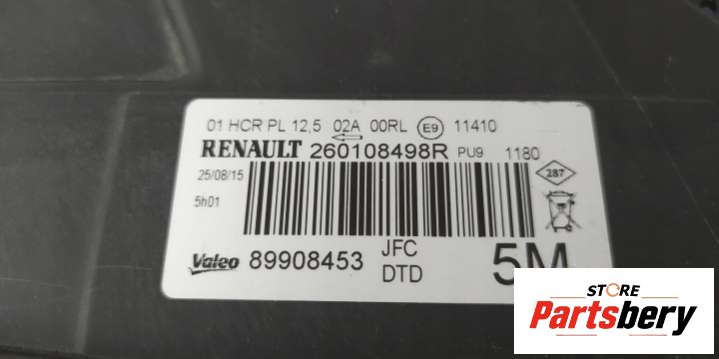 01 HCR PL 12,5 02A 00RL E9 11410
RENAULT 260108498R PU9 1180
25/08/15
287
5h01
Valeo 89908453 JFC
DTD
5M
STORE
Partsbery